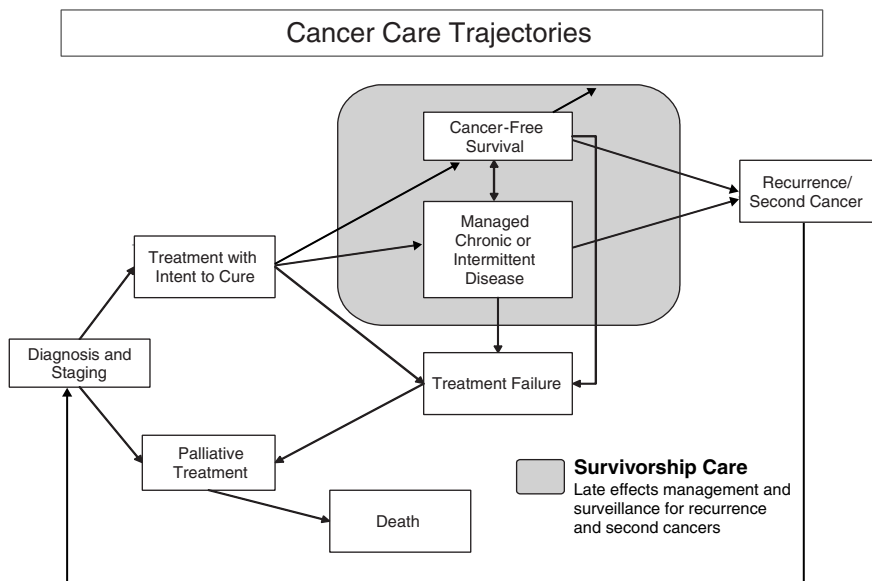 Cancer Care Trajectories
Cancer-Free
Survival
Recurrence/
Second Cancer
Managed
Chronic or
Intermittent
Disease
Treatment with
Intent to Cure
Diagnosis and
Staging
Treatment Failure
Palliative
Treatment
Survivorship Care
Late effects management and
surveillance for recurrence
and second cancers
Death